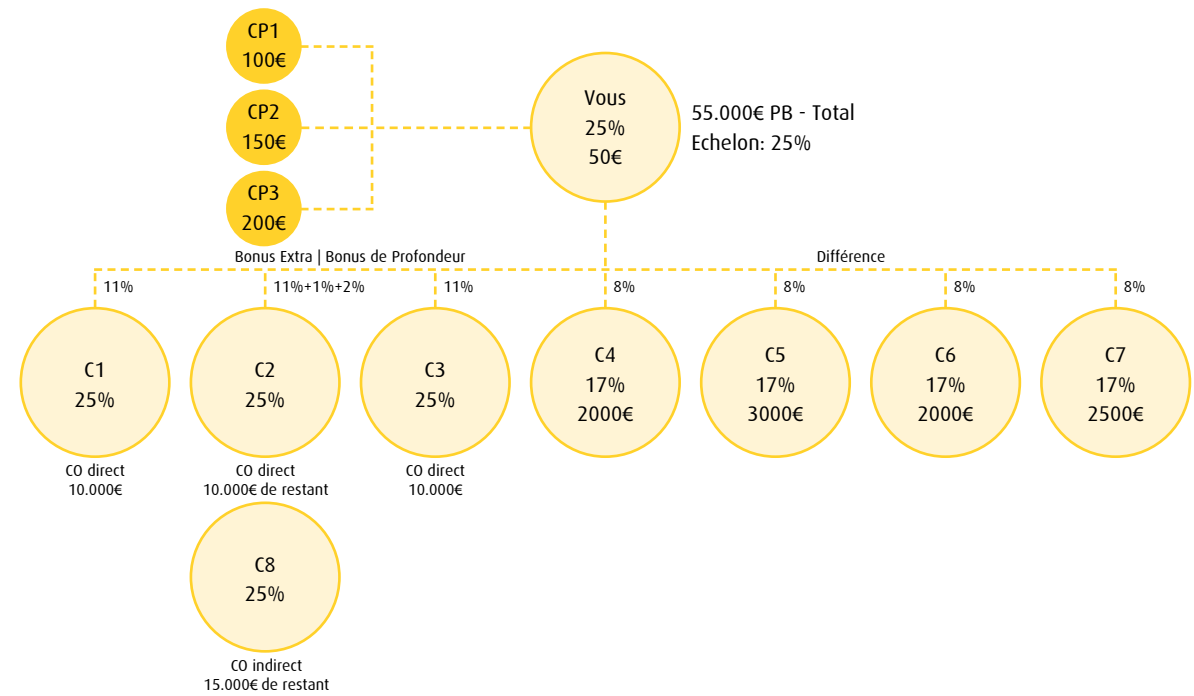 CP1
100€
CP2
150€
CP3
200€
Vous
25%
50€
55.000€ PB - Total
Echelon: 25%
Bonus Extra | Bonus de Profondeur
Différence
11%
11%+1%+2%
11%
8%
8%
8%
8%
C1
25%
CO direct
10.000€
C2
25%
CO direct
10.000€ de restant
C3
25%
CO direct
10.000€
C4
17%
2000€
C5
17%
3000€
C6
17%
2000€
C7
17%
2500€
C8
25%
CO indirect
15.000€ de restant